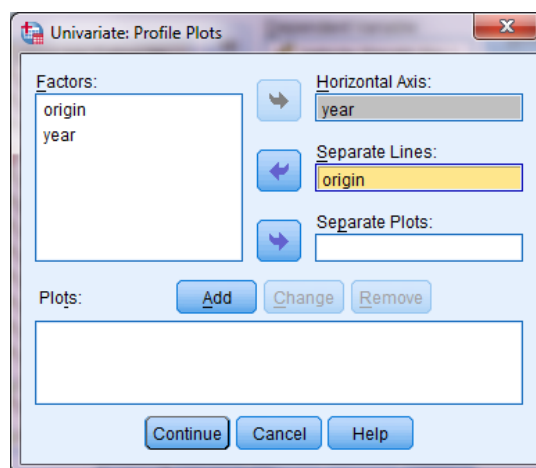 Univariate: Profile Plots
Factors:
origin
year
Horizontal Axis:
year
Separate Lines:
origin
Separate Plots:
Plots:
Add Change Remove
Continue Cancel Help